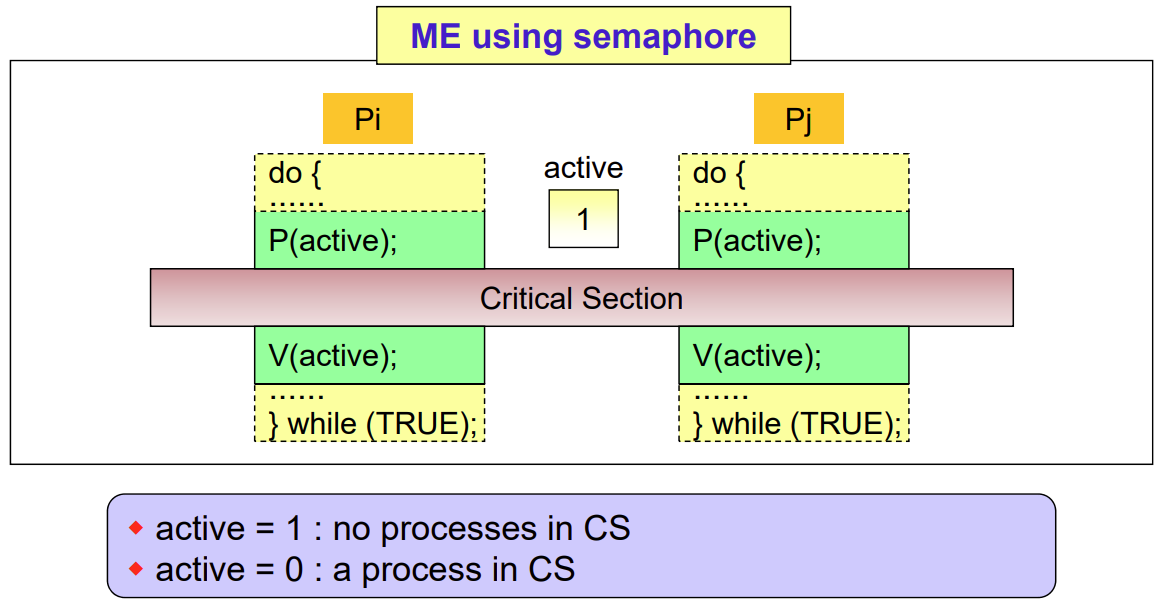 ME using semaphore
Pi
Pj
active
1
do {
......
P(active);
do {
......
P(active);
Critical Section
V(active);
......
} while (TRUE);
V(active);
......
} while (TRUE);
active = 1 : no processes in CS
active = 0 : a process in CS